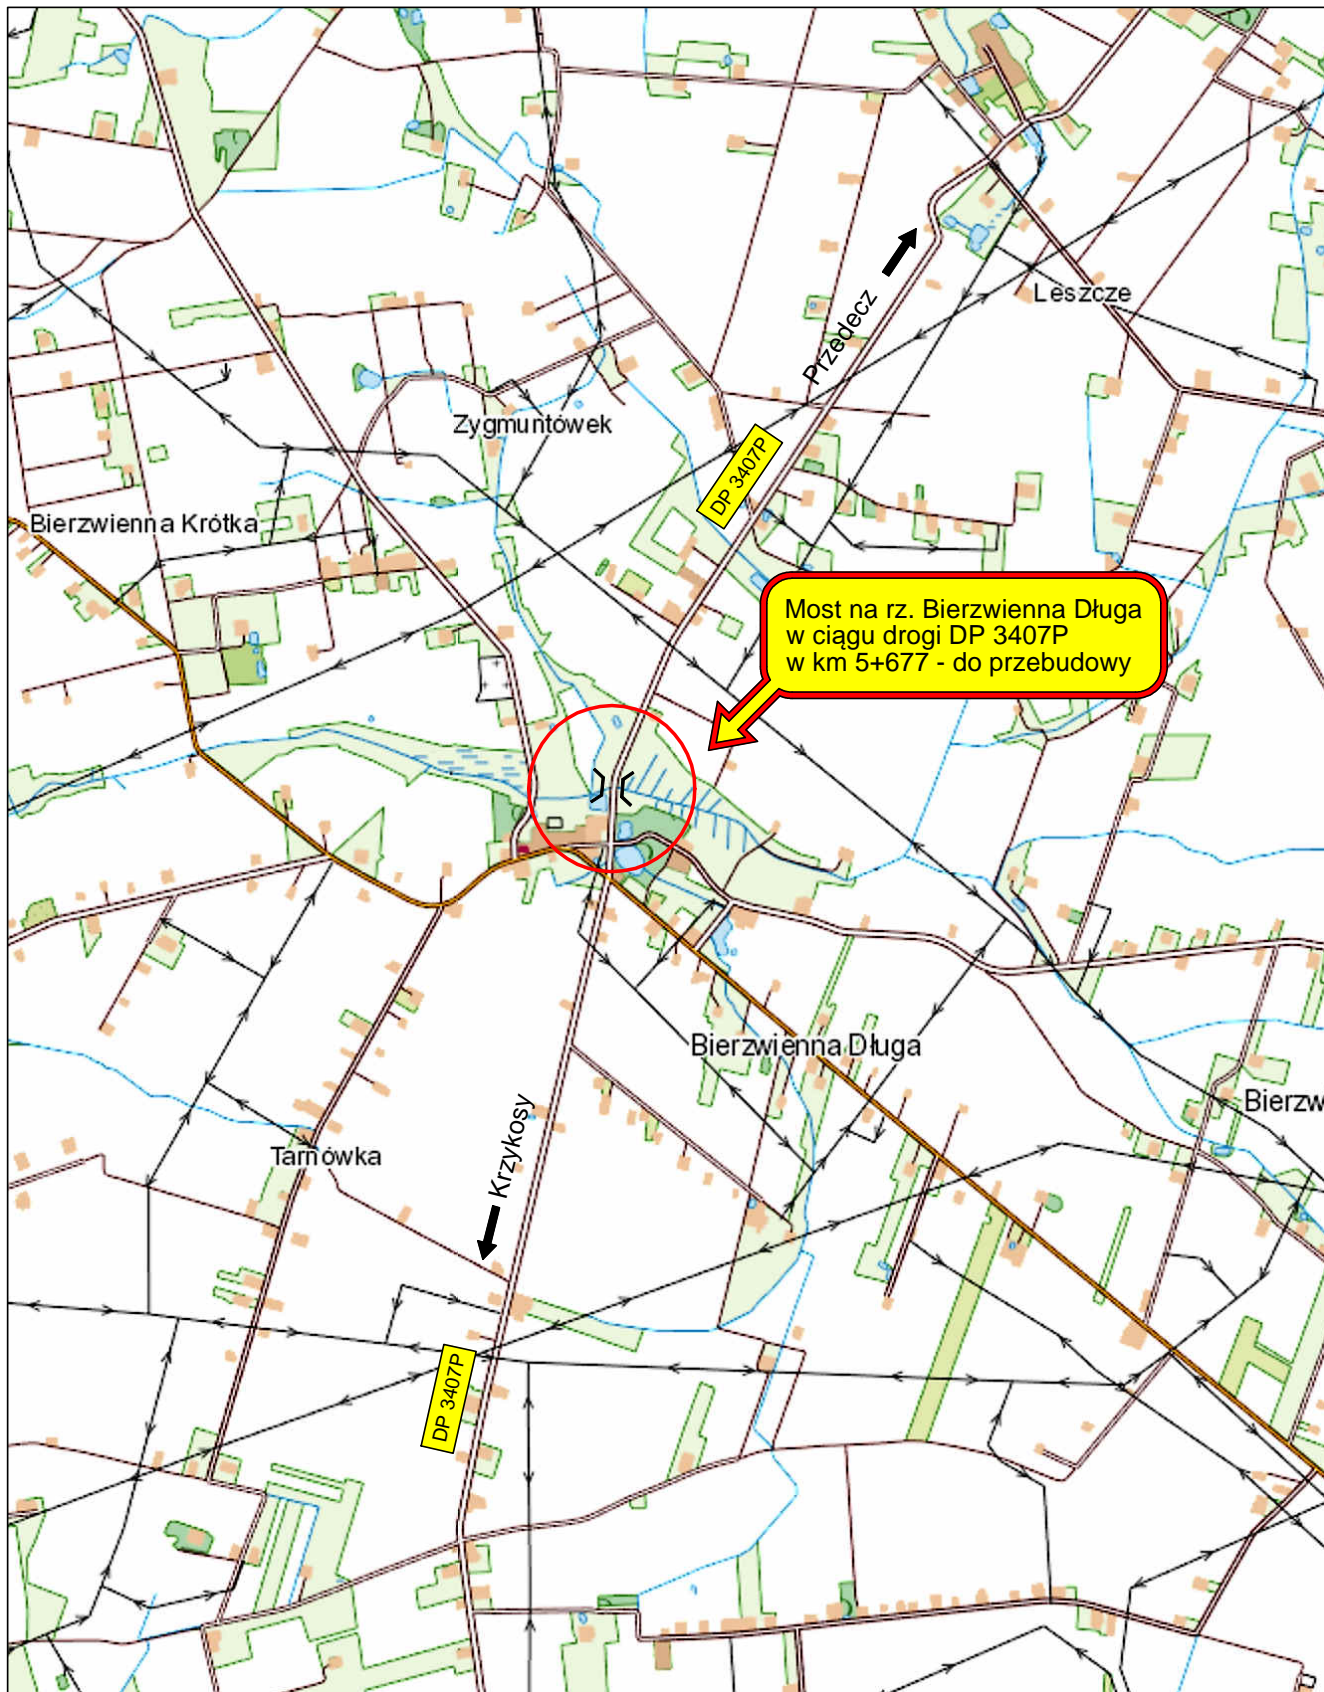 Leszcze
Przedecz
Zygmuntówek
DP 3407P
Bierzwienna Krótka
Most na rz. Bierzwienna Długa
w ciągu drogi DP 3407P
w km 5+677 - do przebudowy
Bierzwienna Długa
Bierzw
Krzykosy
Tarnówka
DP 3407P